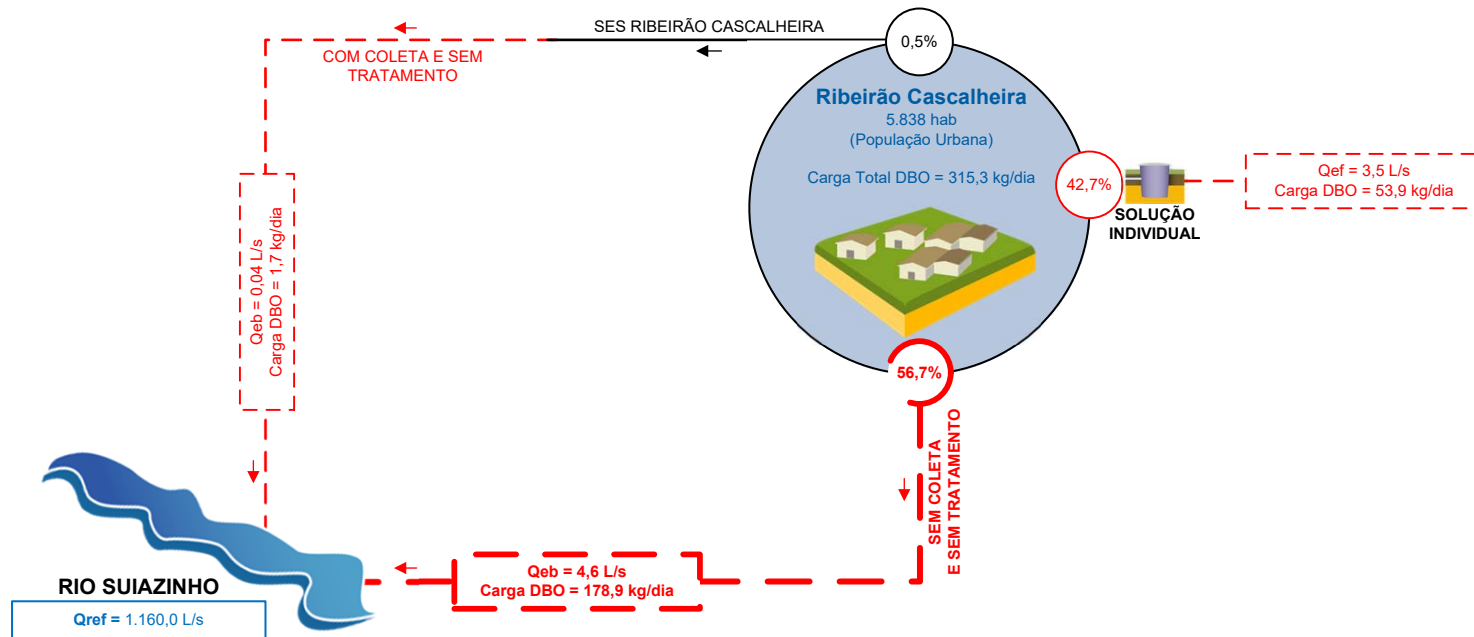 SES RIBEIRÃO CASCALHEIRA
0,5%
COM COLETA E SEM
TRATAMENTO
Ribeirão Cascalheira
5.838 hab
(População Urbana)
Carga Total DBO = 315,3 kg/dia
42,7%
SOLUÇÃO
INDIVIDUAL
Qef = 3,5 L/s
Carga DBO = 53,9 kg/dia
Qeb = 0,04 L/s
Carga DBO = 1,7 kg/dia
56,7%
SEM COLETA
E SEM TRATAMENTO
Qeb = 4,6 L/s
Carga DBO = 178,9 kg/dia
RIO SUIAZINHO
Qref = 1.160,0 L/s